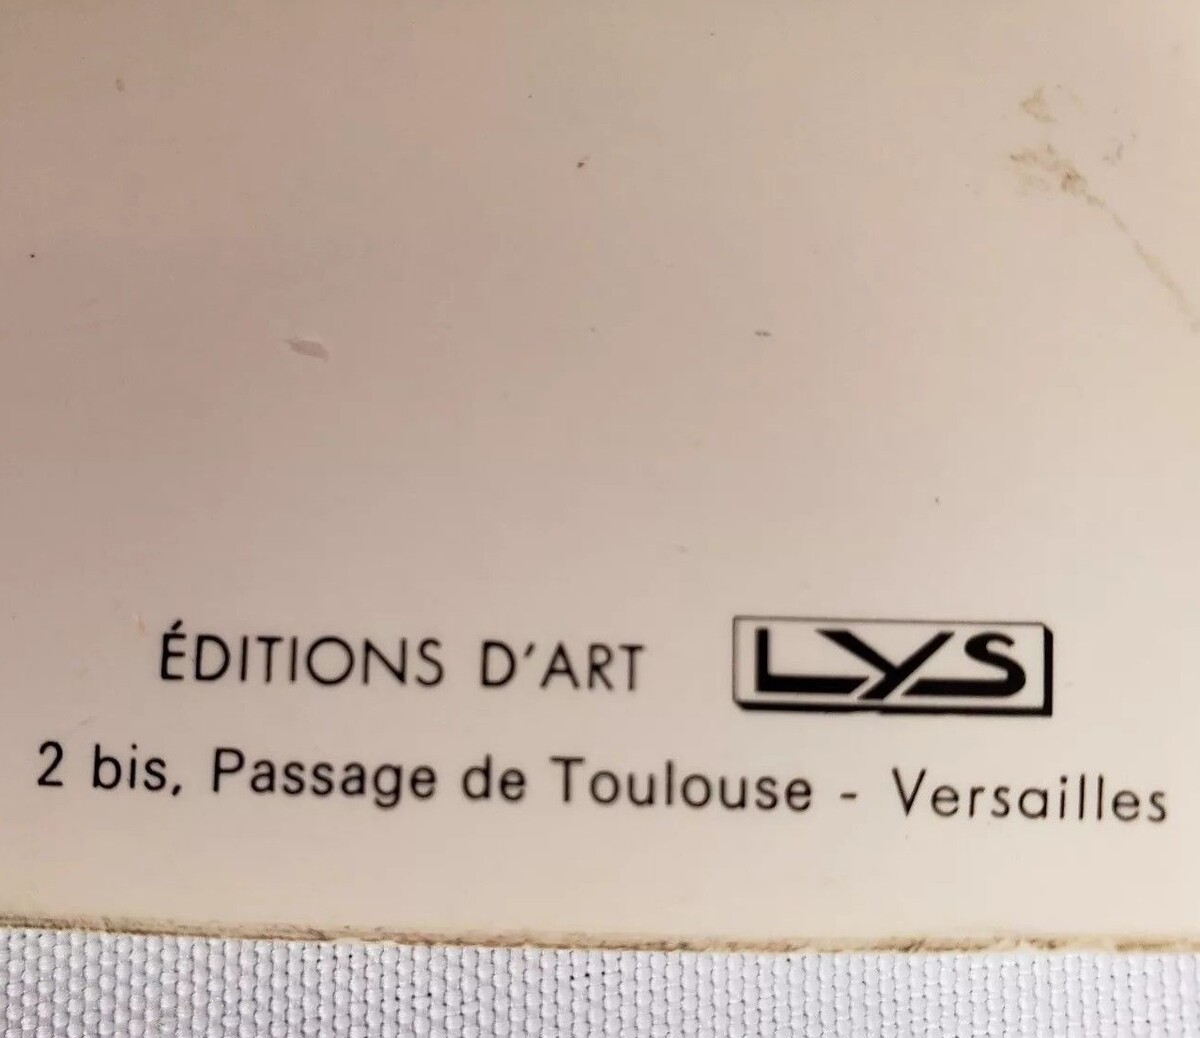 ÉDITIONS D'ART LYS
2 bis, Passage de Toulouse - Versailles